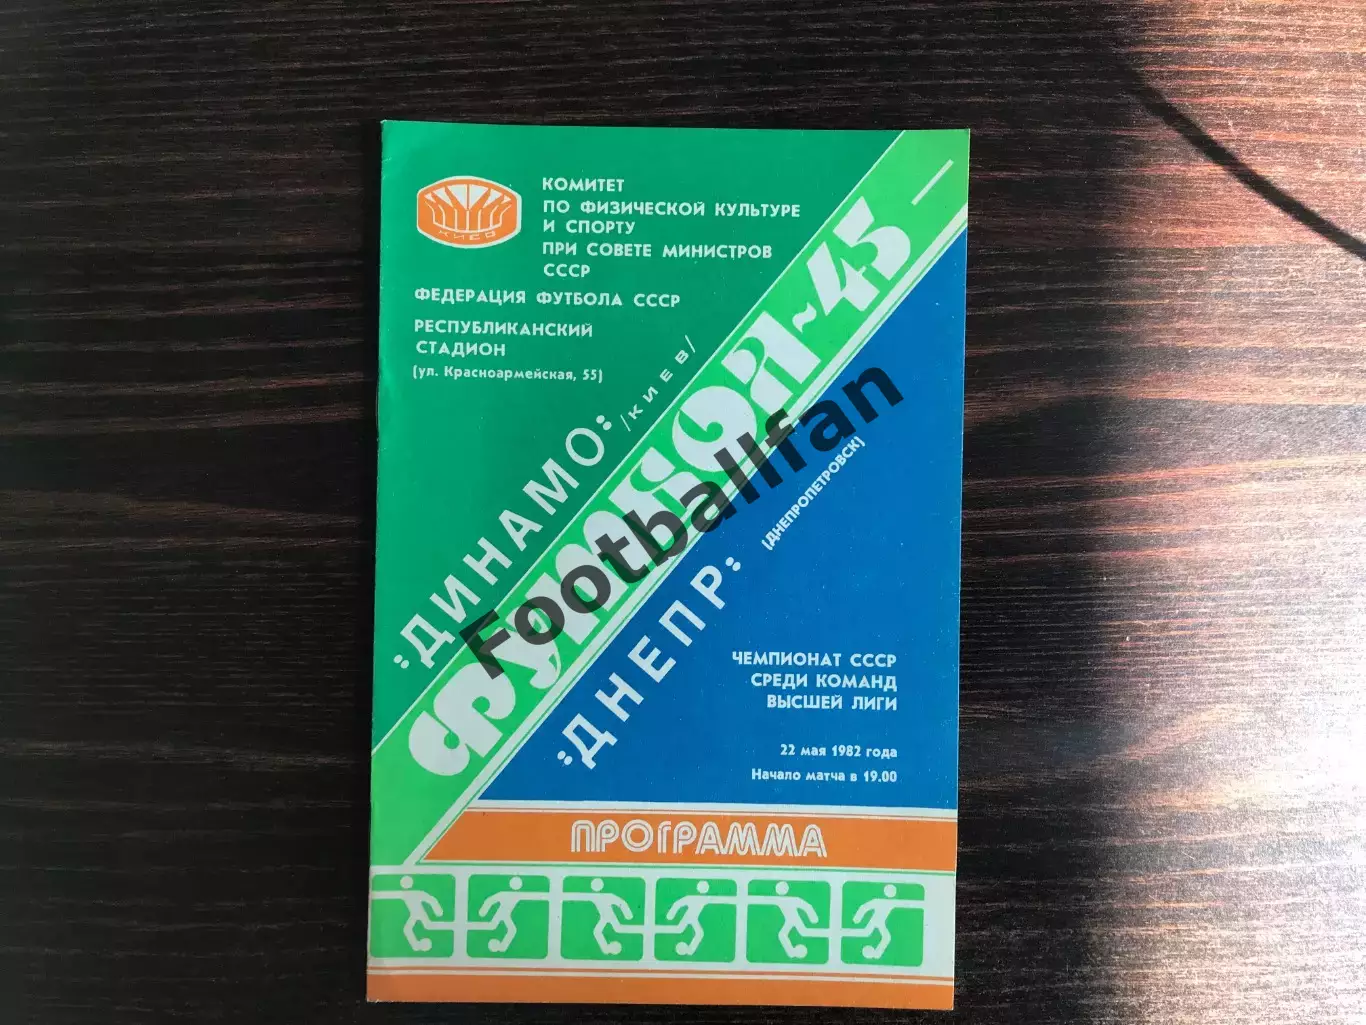 КИЕВ
КОМИТЕТ
ПО ФИЗИЧЕСКОЙ КУЛЬТУРЕ
И СПОРТУ
ПРИ СОВЕТЕ МИНИСТРОВ
СССР
ФЕДЕРАЦИЯ ФУТБОЛА СССР
РЕСПУБЛИКАНСКИЙ
СТАДИОН
(ул. Красноармейская, 55)
:ДИНАМО:
/КИЕВ/
ФУТБОЛ-45
Footballfan
:ДНЕПР:
(ДНЕПРОПЕТРОВСК)
ЧЕМПИОНАТ СССР
СРЕДИ КОМАНД
ВЫСШЕЙ ЛИГИ
22 мая 1982 года
Начало матча в 19.00
ПРОГРАММА